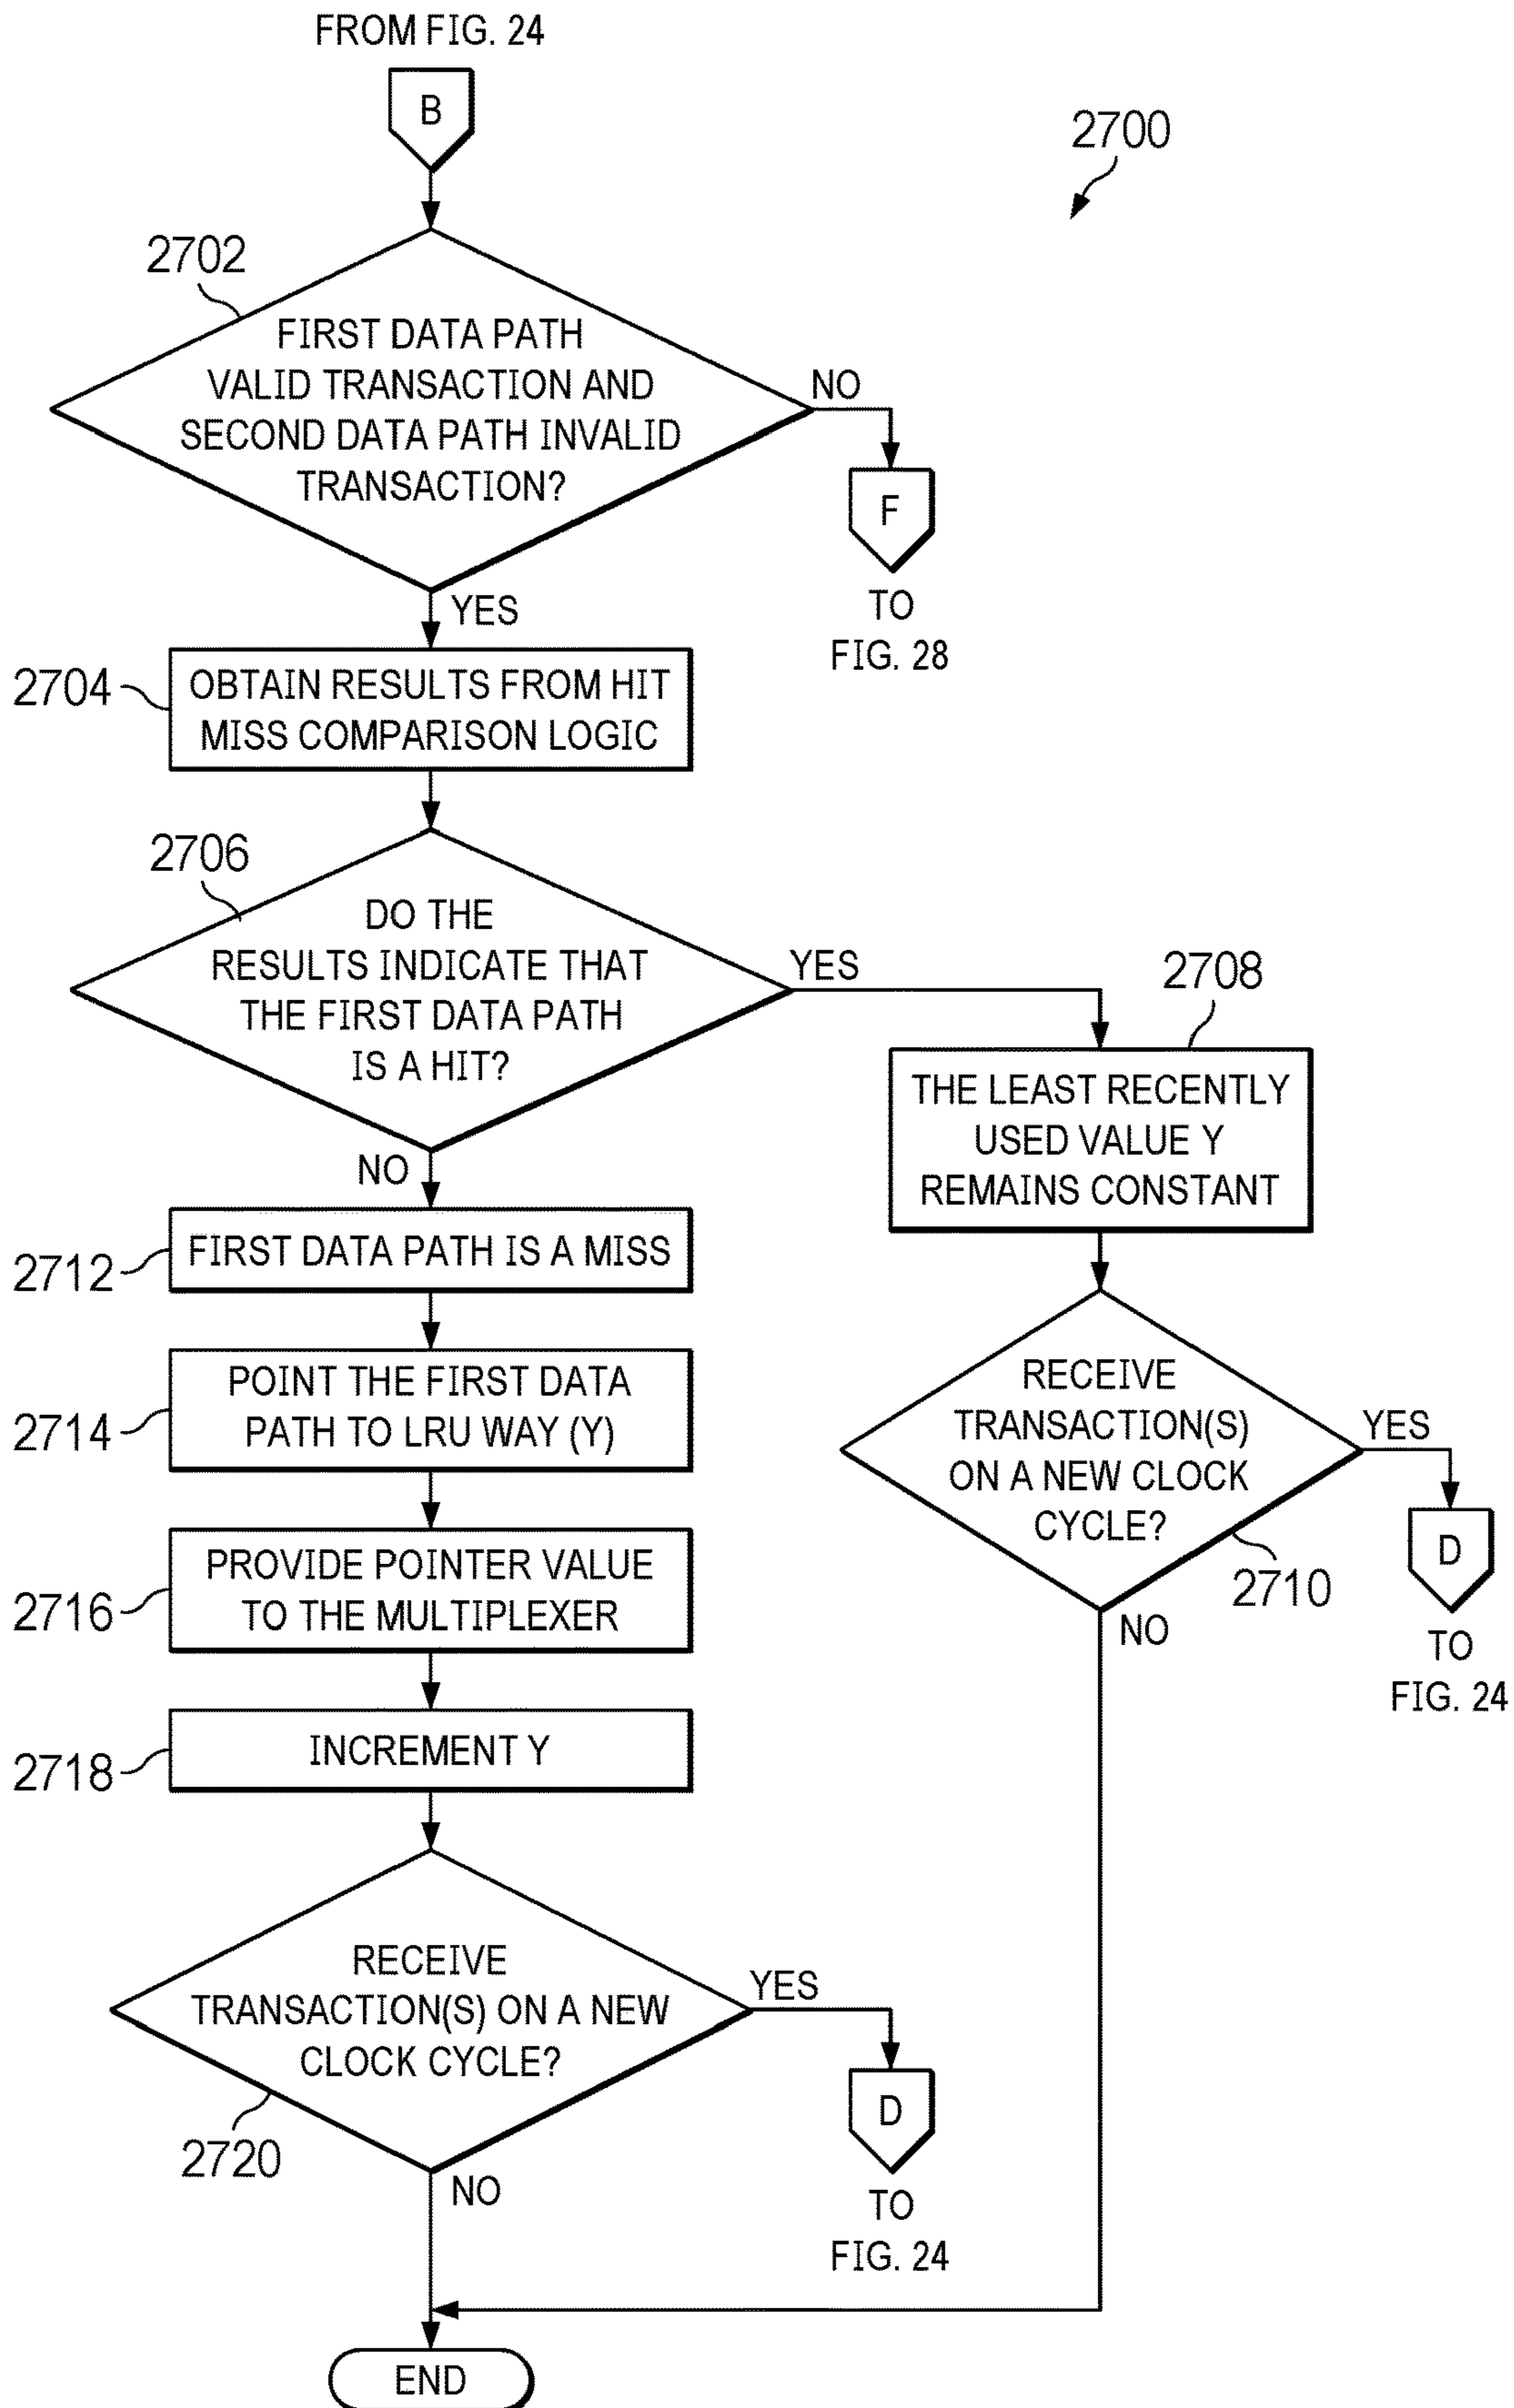 FROM FIG. 24
B
2700
2702
FIRST DATA PATH
VALID TRANSACTION AND
SECOND DATA PATH INVALID
TRANSACTION?
NO
F
TO
FIG. 28
YES
2704
OBTAIN RESULTS FROM HIT
MISS COMPARISON LOGIC
2706
DO THE
RESULTS INDICATE THAT
THE FIRST DATA PATH
IS A HIT?
YES
2708
THE LEAST RECENTLY
USED VALUE Y
REMAINS CONSTANT
NO
2712
FIRST DATA PATH IS A MISS
RECEIVE
TRANSACTION(S)
ON A NEW CLOCK
CYCLE?
YES
D
TO
FIG. 24
2710
NO
2714
POINT THE FIRST DATA
PATH TO LRU WAY (Y)
2716
PROVIDE POINTER VALUE
TO THE MULTIPLEXER
2718
INCREMENT Y
RECEIVE
TRANSACTION(S) ON A NEW
CLOCK CYCLE?
YES
D
TO
FIG. 24
2720
NO
END